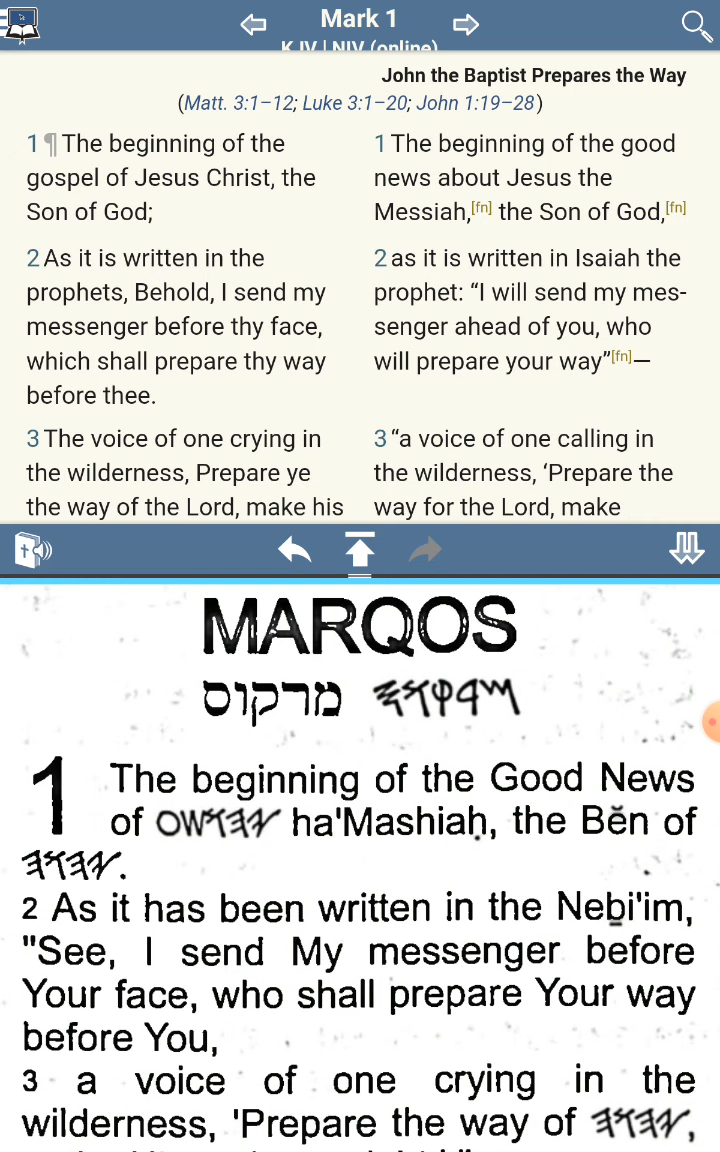 Mark 1
KJV | NIV (online)
John the Baptist Prepares the Way
(Matt. 3:1–12; Luke 3:1–20; John 1:19–28)
1 ¶ The beginning of the
gospel of Jesus Christ, the
Son of God;
2 As it is written in the
prophets, Behold, I send my
messenger before thy face,
which shall prepare thy way
before thee.
3 The voice of one crying in
the wilderness, Prepare ye
the way of the Lord, make his
1 The beginning of the good
news about Jesus the
Messiah,[fn] the Son of God,[fn]
2 as it is written in Isaiah the
prophet: “I will send my mes-
senger ahead of you, who
will prepare your way”[fn]—
3 “a voice of one calling in
the wilderness, ‘Prepare the
way for the Lord, make
MARQOS
מרקוס 𐤌𐤓𐤒𐤅𐤎
1 The beginning of the Good News
of 𐤉𐤄𐤅𐤔𐤏 ha'Mashiaḥ, the Bĕn of
𐤉𐤄𐤅𐤄.
2 As it has been written in the Neḇi'im,
"See, I send My messenger before
Your face, who shall prepare Your way
before You,
3 a voice of one crying in the
wilderness, 'Prepare the way of 𐤉𐤄𐤅𐤄,